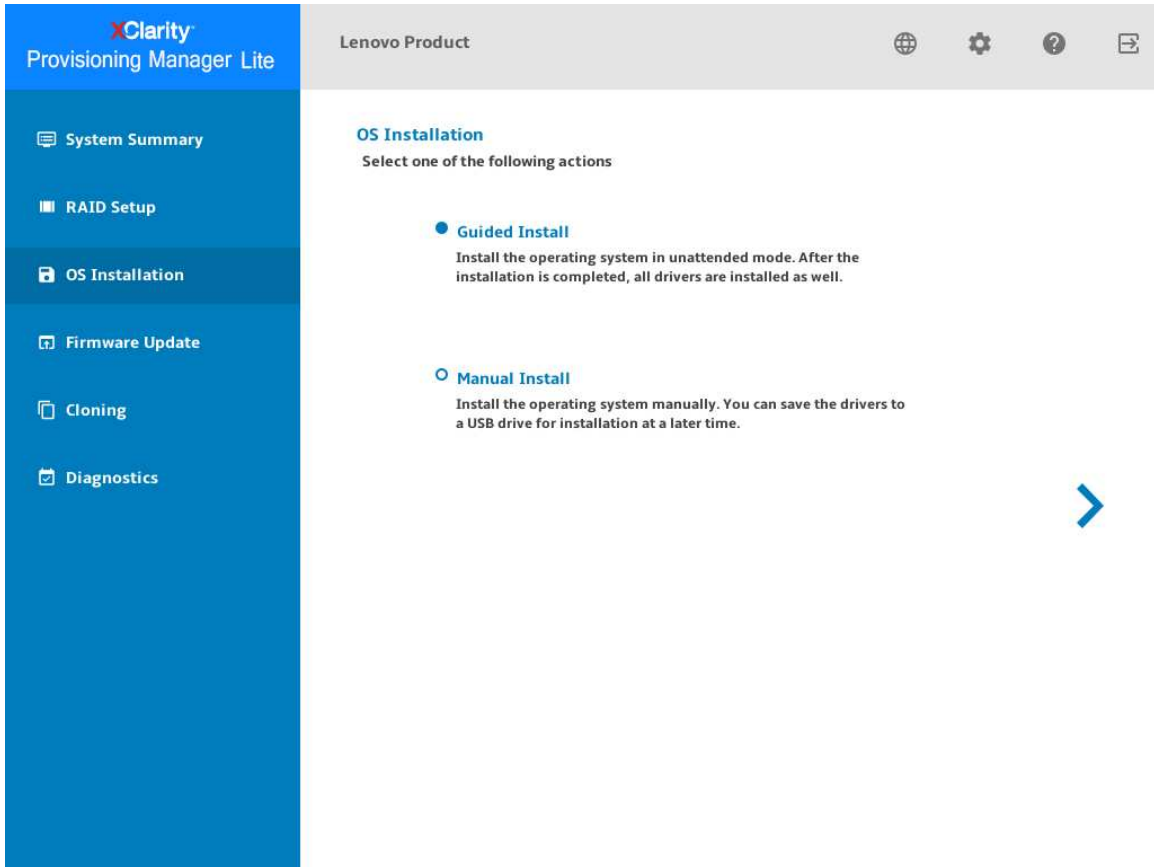 XClarity
Provisioning Manager Lite
Lenovo Product
System Summary
RAID Setup
OS Installation
Firmware Update
Cloning
Diagnostics
OS Installation
Select one of the following actions
Guided Install
Install the operating system in unattended mode. After the
installation is completed, all drivers are installed as well.
Manual Install
Install the operating system manually. You can save the drivers to
a USB drive for installation at a later time.